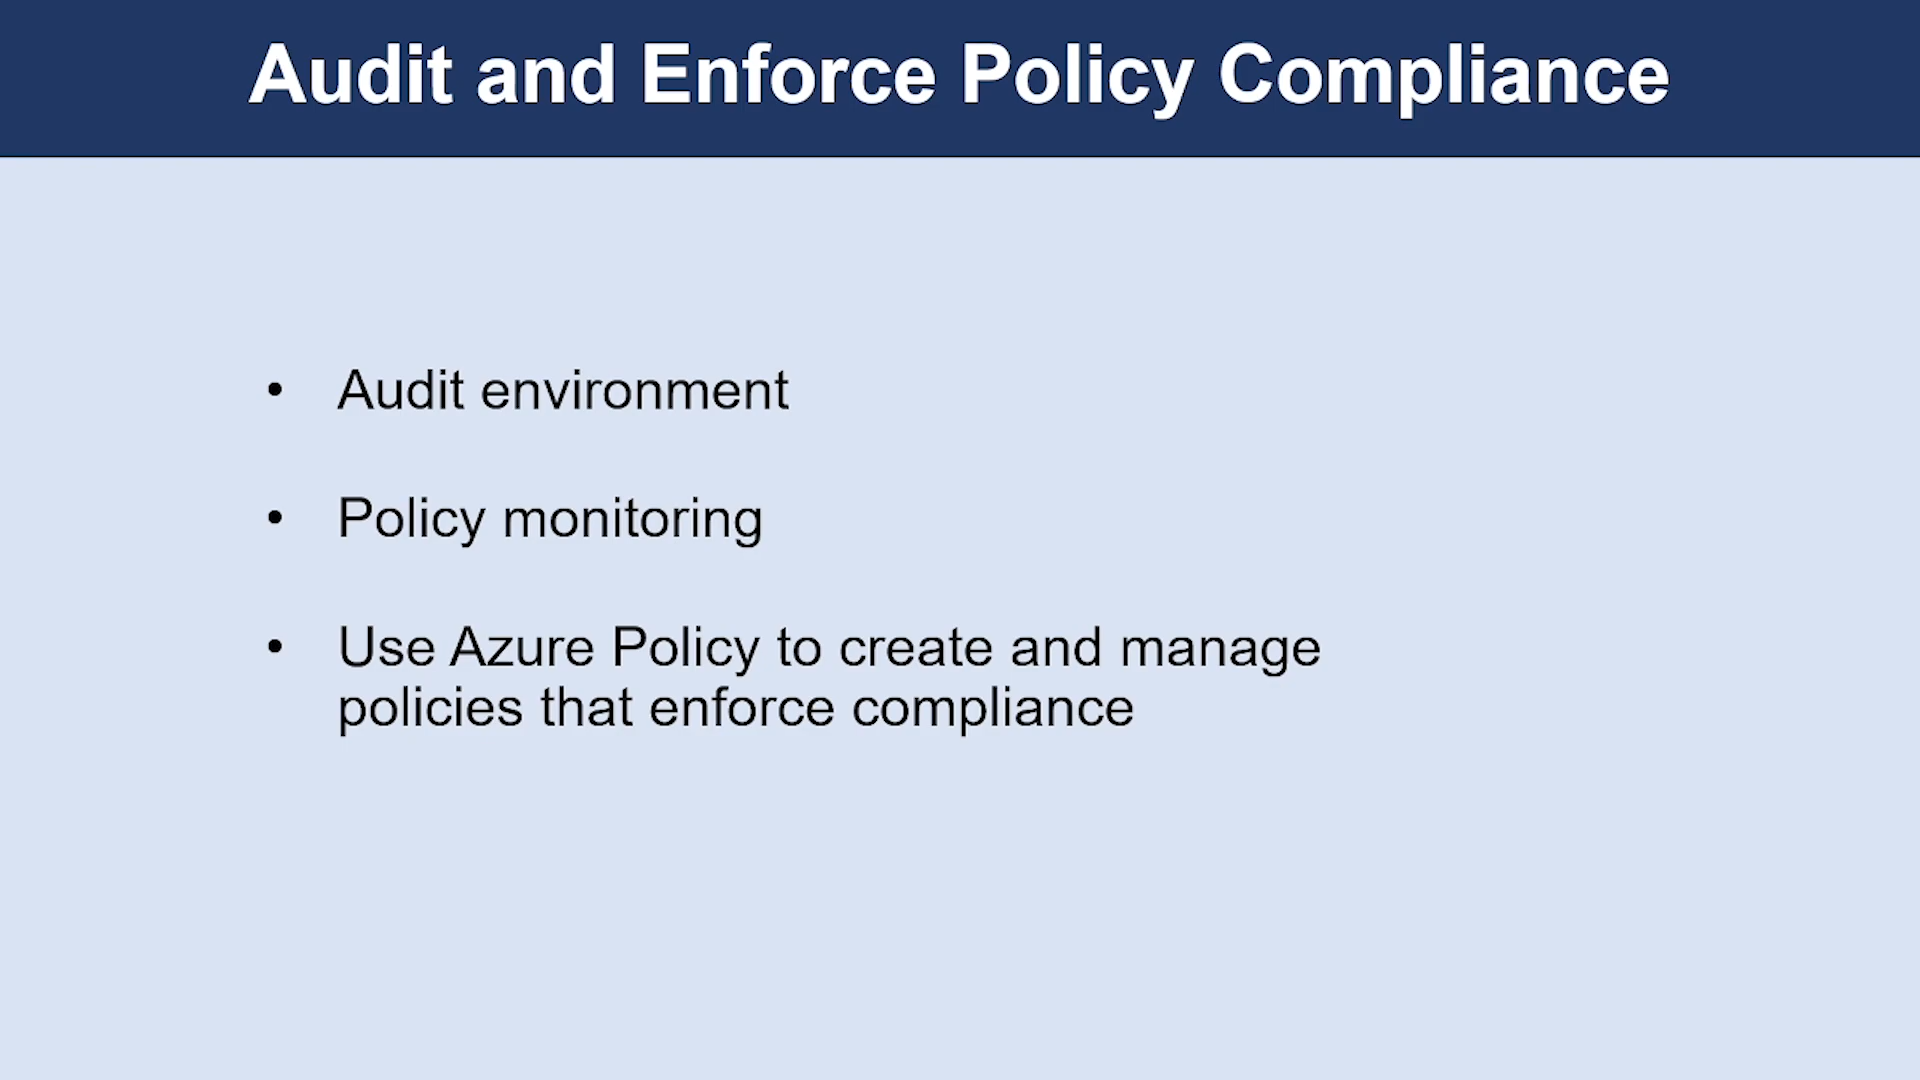 Audit and Enforce Policy Compliance
• Audit environment
• Policy monitoring
• Use Azure Policy to create and manage
policies that enforce compliance